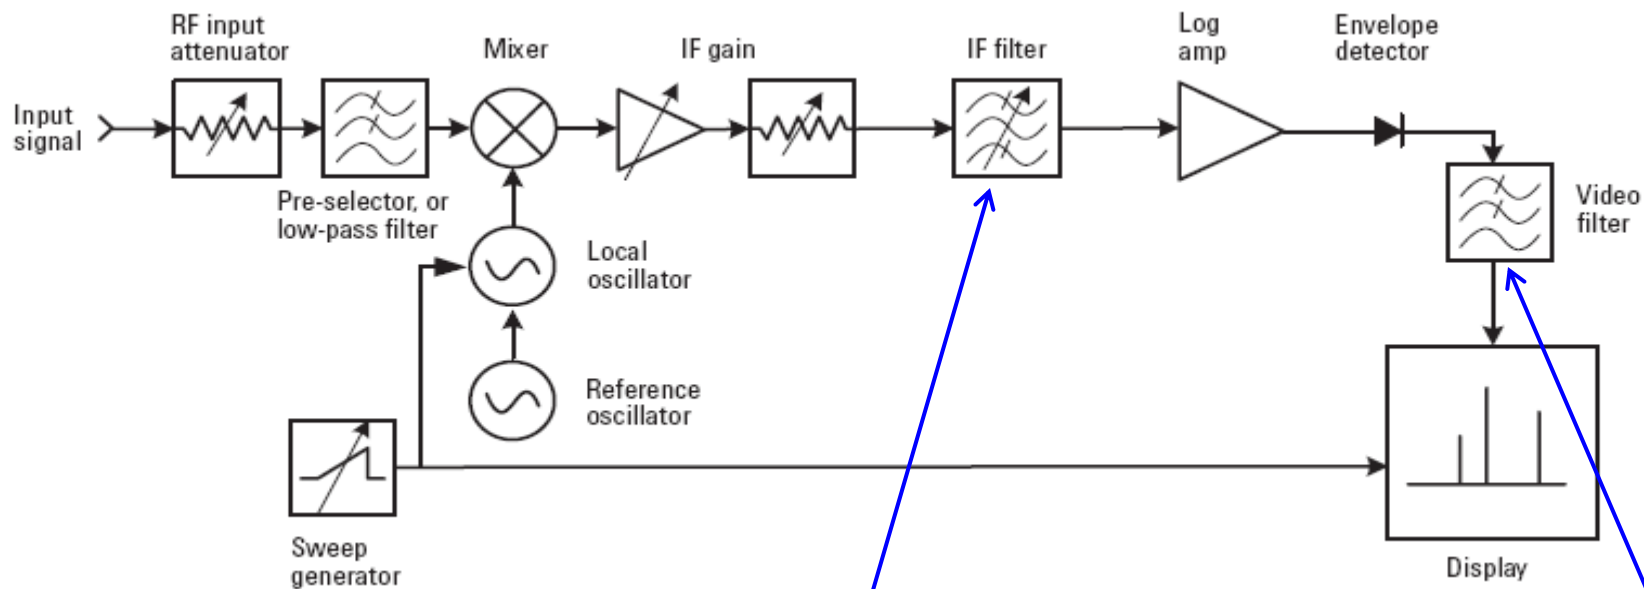 RF input
attenuator
Mixer
IF gain
IF filter
Log
amp
Envelope
detector
Input
signal
Pre-selector, or
low-pass filter
Local
oscillator
Video
filter
Reference
oscillator
Sweep
generator
Display